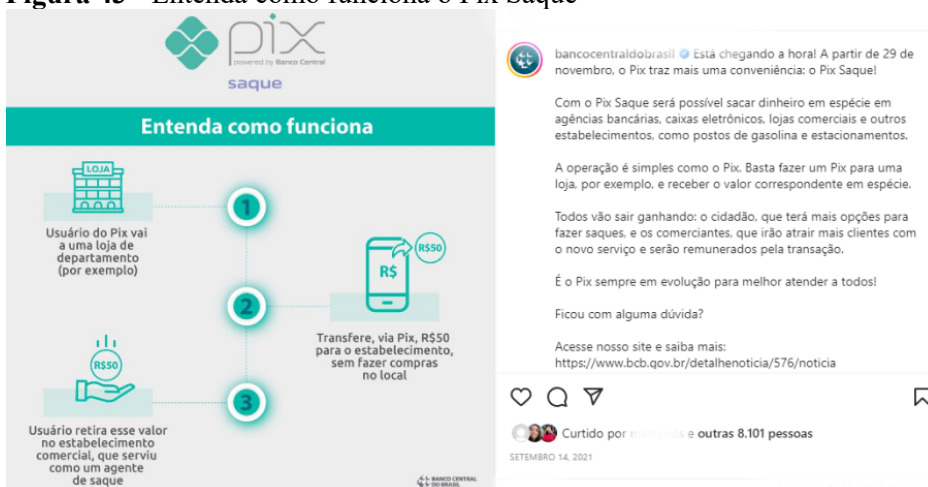 Figura 43 - Entenda como funciona o Pix Saque
pix
powered by Banco Central
saque
Entenda como funciona
LOJA
1
Usuário do Pix vai
a uma loja de
departamento
(por exemplo)
2
R$50
R$
Transfere, via Pix, R$50
para o estabelecimento,
sem fazer compras
no local
R$50
3
Usuário retira esse valor
no estabelecimento
comercial, que serviu
como um agente
de saque
BANCO CENTRAL
DO BRASIL
bancocentraldobrasil Está chegando a hora! A partir de 29 de
novembro, o Pix traz mais uma conveniência: o Pix Saque!
Com o Pix Saque será possível sacar dinheiro em espécie em
agências bancárias, caixas eletrônicos, lojas comerciais e outros
estabelecimentos, como postos de gasolina e estacionamentos.
A operação é simples como o Pix. Basta fazer um Pix para uma
loja, por exemplo, e receber o valor correspondente em espécie.
Todos vão sair ganhando: o cidadão, que terá mais opções para
fazer saques, e os comerciantes, que irão atrair mais clientes com
o novo serviço e serão remunerados pela transação.
É o Pix sempre em evolução para melhor atender a todos!
Ficou com alguma dúvida?
Acesse nosso site e saiba mais:
https://www.bcb.gov.br/detalhenoticia/576/noticia
Curtido por e outras 8.101 pessoas
SETEMBRO 14, 2021